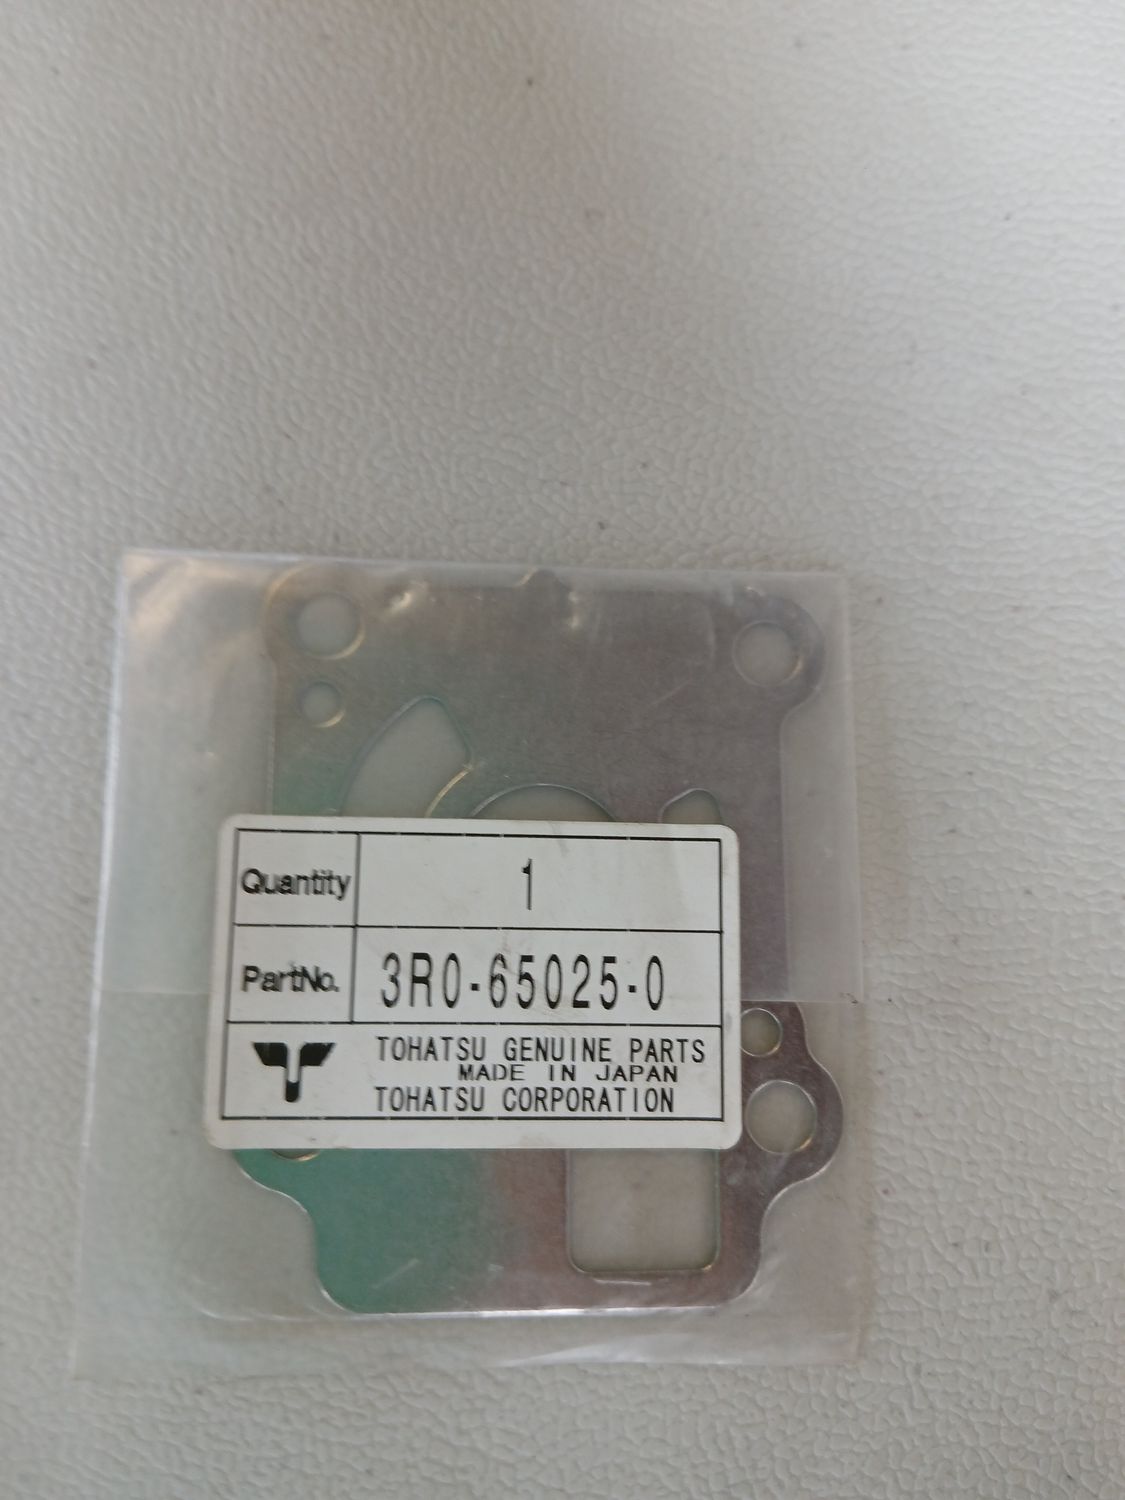 Quantity 1
PartNo. 3R0-65025-0
TOHATSU GENUINE PARTS
MADE IN JAPAN
TOHATSU CORPORATION